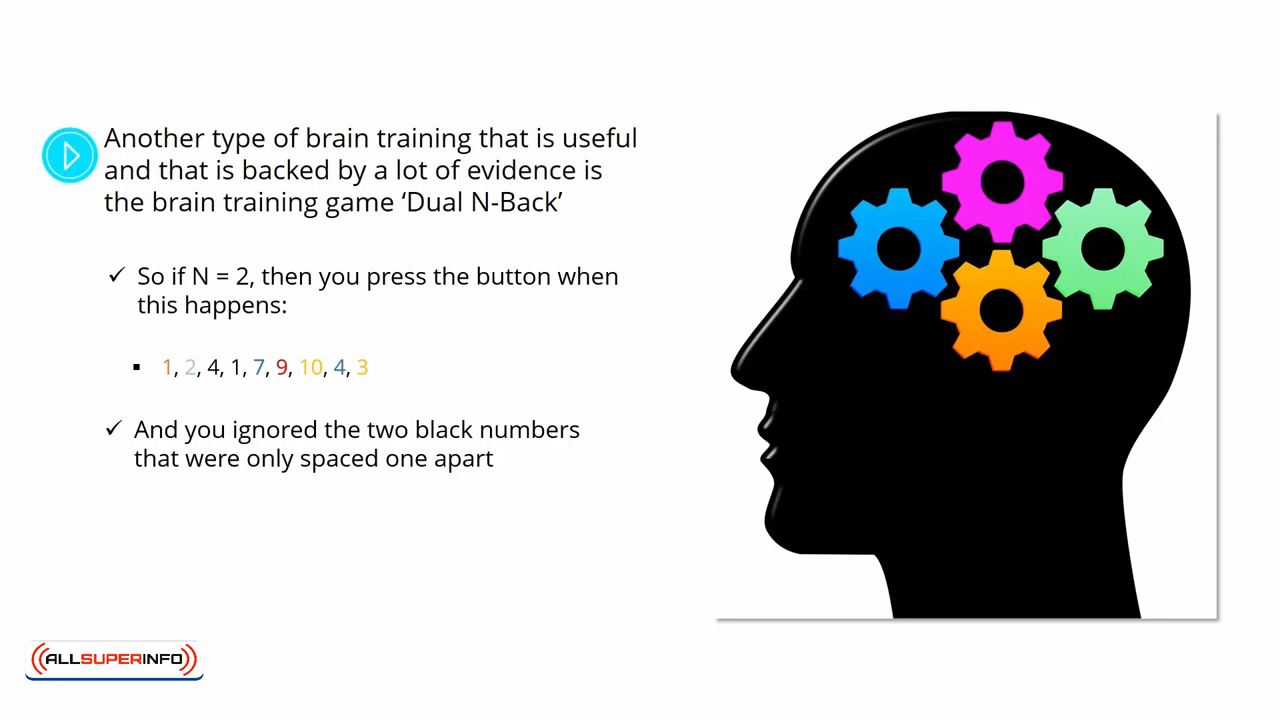 Another type of brain training that is useful
and that is backed by a lot of evidence is
the brain training game ‘Dual N-Back’
So if N = 2, then you press the button when
this happens:
1, 2, 4, 1, 7, 9, 10, 4, 3
And you ignored the two black numbers
that were only spaced one apart
ALLSUPERINFO